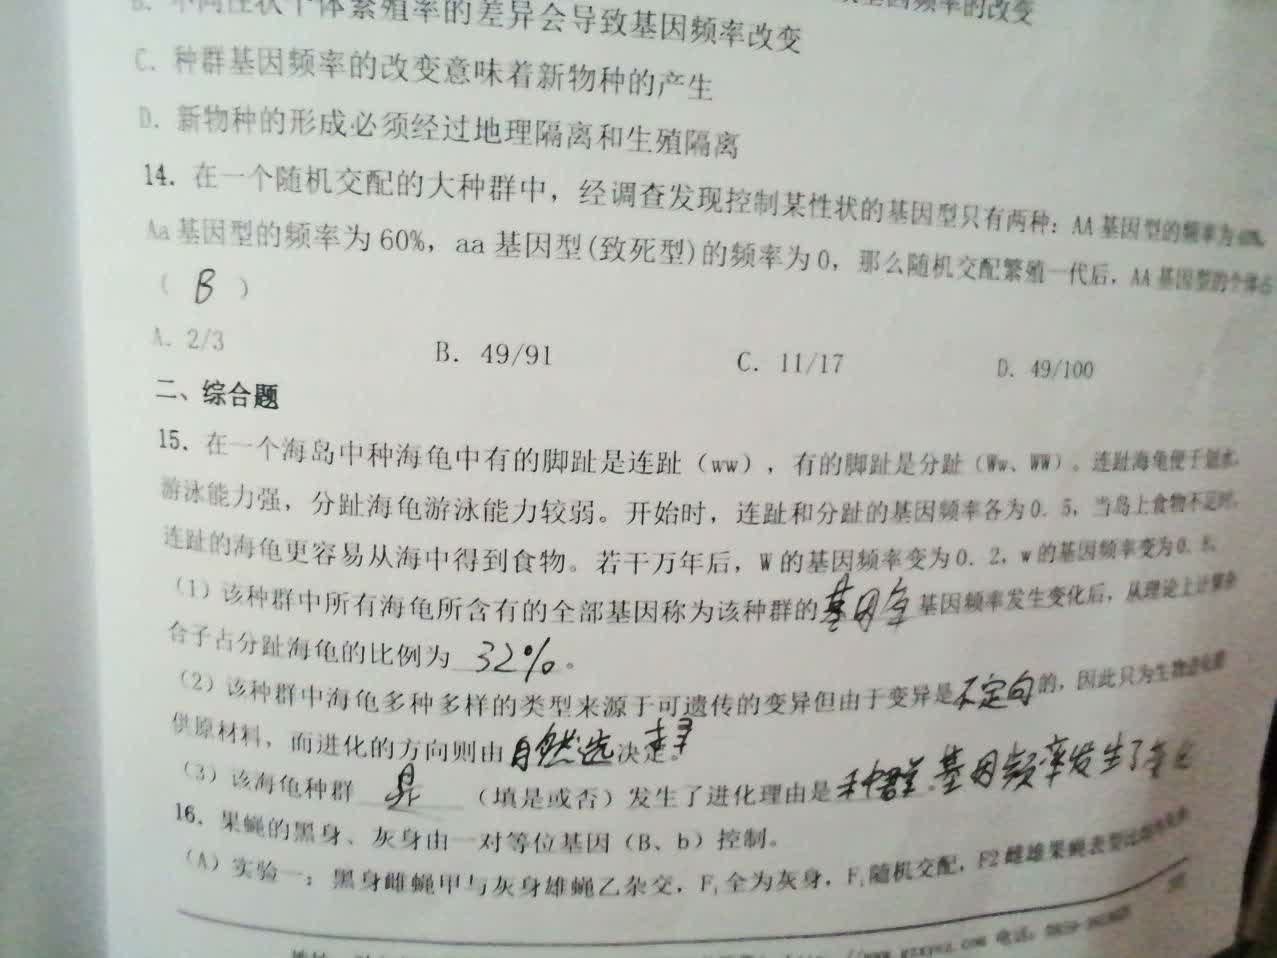 不同性状个体繁殖率的差异会导致基因频率改变
基因频率的改变
C. 种群基因频率的改变意味着新物种的产生
D. 新物种的形成必须经过地理隔离和生殖隔离
14. 在一个随机交配的大种群中，经调查发现控制某性状的基因型只有两种：AA 基因型的频率为
Aa 基因型的频率为 60%，aa 基因型(致死型)的频率为 0，那么随机交配繁殖一代后，AA 基因型的个体占
（ B ）
A. 2/3 B. 49/91 C. 11/17 D. 49/100
二、综合题
15. 在一个海岛中种海龟中有的脚趾是连趾（ww），有的脚趾是分趾（Ww、WW）。连趾海龟便于划水，
游泳能力强，分趾海龟游泳能力较弱。开始时，连趾和分趾的基因频率各为 0. 5，当岛上食物不足时，
连趾的海龟更容易从海中得到食物。若干万年后，W 的基因频率变为 0. 2，w 的基因频率变为 0. 8。
（1）该种群中所有海龟所含有的全部基因称为该种群的基因库 基因频率发生变化后，从理论上计算杂
合子占分趾海龟的比例为 32% 。
（2）该种群中海龟多种多样的类型来源于可遗传的变异但由于变异是不定向的，因此只为生物进化提
供原材料，而进化的方向则由自然选择决定。
（3）该海龟种群 是 （填是或否）发生了进化理由是种群基因频率发生了变化
16. 果蝇的黑身、灰身由一对等位基因（B、b）控制。
（A）实验一：黑身雌蝇甲与灰身雄蝇乙杂交，F₁全为灰身，F₁随机交配，F2 雌雄果蝇表型比